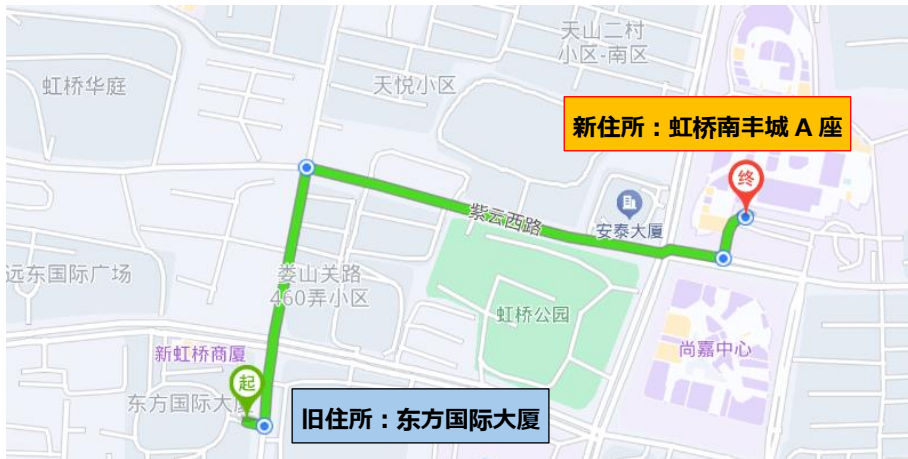 天山二村
小区-南区
天悦小区
虹桥华庭
新住所：虹桥南丰城 A 座
终
紫云西路
安泰大厦
远东国际广场
娄山关路
460弄小区
虹桥公园
尚嘉中心
新虹桥商厦
起
东方国际大厦
旧住所：东方国际大厦